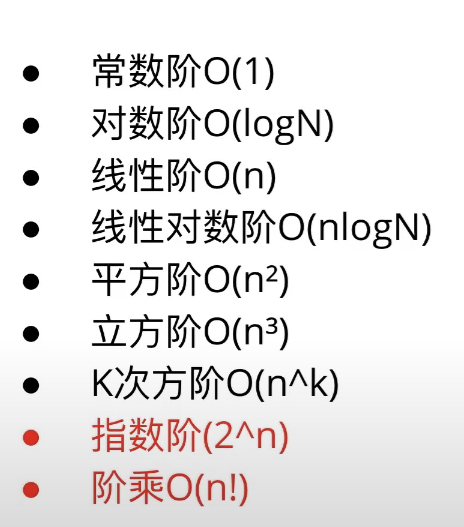 ● 常数阶O(1)
● 对数阶O(logN)
● 线性阶O(n)
● 线性对数阶O(nlogN)
● 平方阶O(n²)
● 立方阶O(n³)
● K次方阶O(n^k)
● 指数阶(2^n)
● 阶乘O(n!)